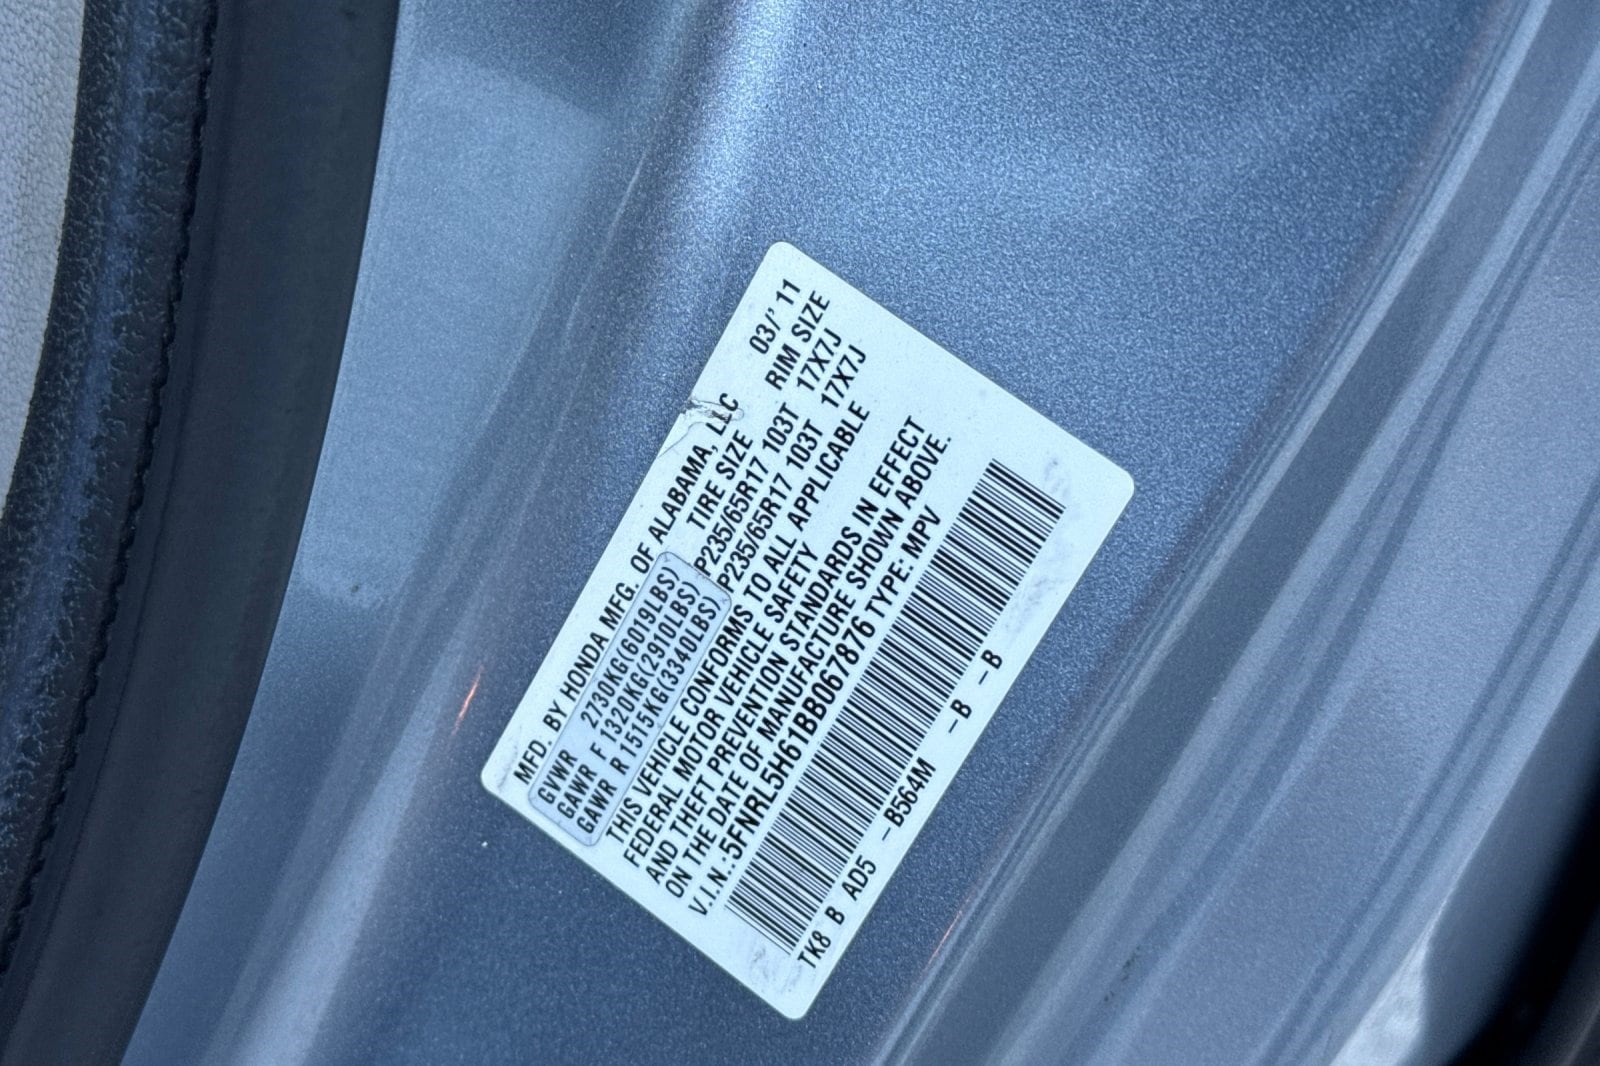 MFD. BY HONDA MFG. OF ALABAMA, LLC 03/' 11
GVWR 2730KG(6019LBS) TIRE SIZE RIM SIZE
GAWR F 1320KG(2910LBS) P235/65R17 103T 17X7J
GAWR R 1515KG(3340LBS) P235/65R17 103T 17X7J
THIS VEHICLE CONFORMS TO ALL APPLICABLE
FEDERAL MOTOR VEHICLE SAFETY
AND THEFT PREVENTION STANDARDS IN EFFECT
ON THE DATE OF MANUFACTURE SHOWN ABOVE.
V.I.N.:5FNRL5H61BB067876 TYPE: MPV
TK8 B AD5 -B564M -B -B